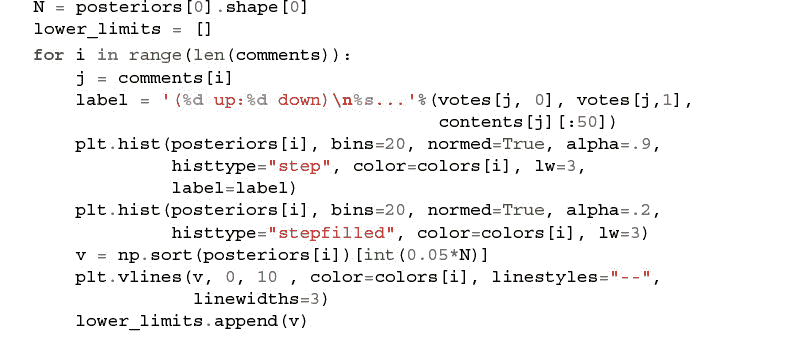 N = posteriors[0].shape[0]
lower_limits = []
for i in range(len(comments)):
    j = comments[i]
    label = '(%d up:%d down)\n%s...'%(votes[j, 0], votes[j,1],
                                      contents[j][:50])
    plt.hist(posteriors[i], bins=20, normed=True, alpha=.9,
             histtype="step", color=colors[i], lw=3,
             label=label)
    plt.hist(posteriors[i], bins=20, normed=True, alpha=.2,
             histtype="stepfilled", color=colors[i], lw=3)
    v = np.sort(posteriors[i])[int(0.05*N)]
    plt.vlines(v, 0, 10 , color=colors[i], linestyles="--",
               linewidths=3)
    lower_limits.append(v)